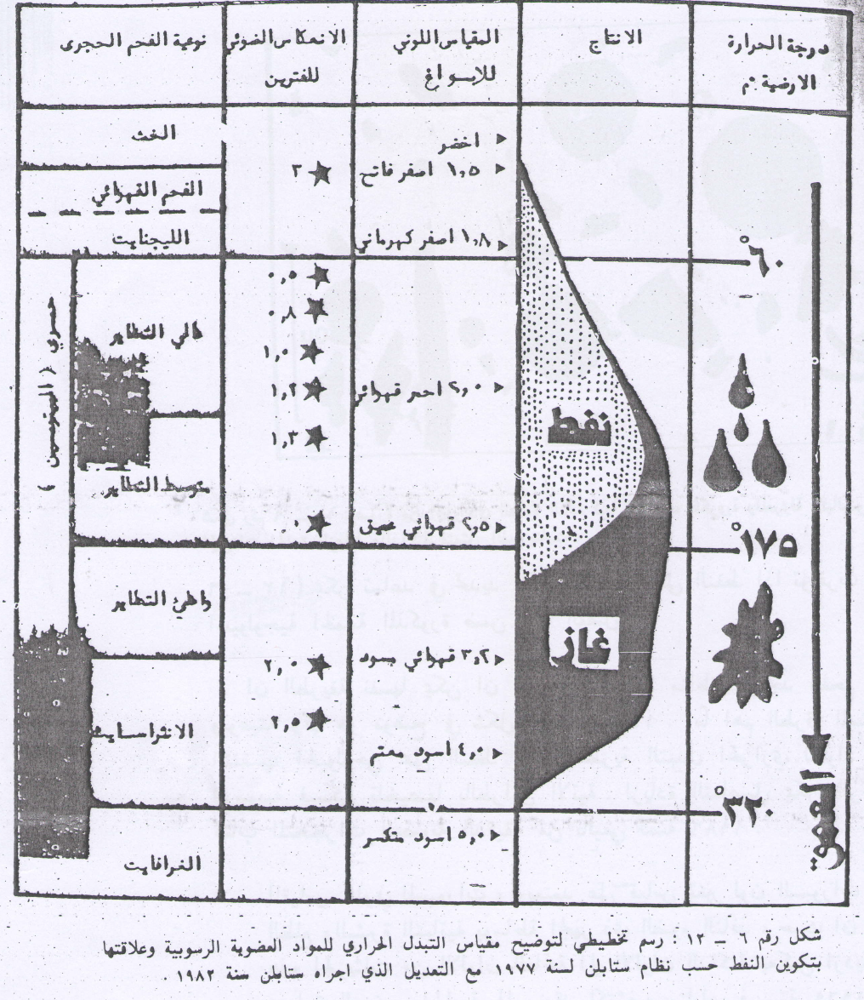 درجة الحرارة
الارضية م°
الانتاج
المقياس اللوني
للاسواغ
الانعكاس الضوئي
للفترين
نوعية الفحم الحجري
٦٠°
١٧٥°
٣٢٠°
العمق
نفط
غاز
اخضر
١,٥ اصفر فاتح
١,٨ اصفر كهرماني
٢,٠ احمر قهوائي
٢,٥ قهوائي عميق
٣,٢ قهوائي بسود
٤,٠ أسود معتم
٥,٠ اسود متكسر
٣
٠,٥
٠,٨
١,٠
١,٢
١,٣
٢,٠
٢,٥
الخث
الفحم القهوائي
الليجنايت
عالي التطاير
متوسط التطاير
واطئ التطاير
الانثراسايت
الغرافايت
شكل رقم ٦ – ١٢ : رسم تخطيطي لتوضيح مقياس التبدل الحراري للمواد العضوية الرسوبية وعلاقتها
بتكوين النفط حسب نظام ستابلن لسنة ١٩٧٧ مع التعديل الذي اجراه ستابلن سنة ١٩٨٢ .